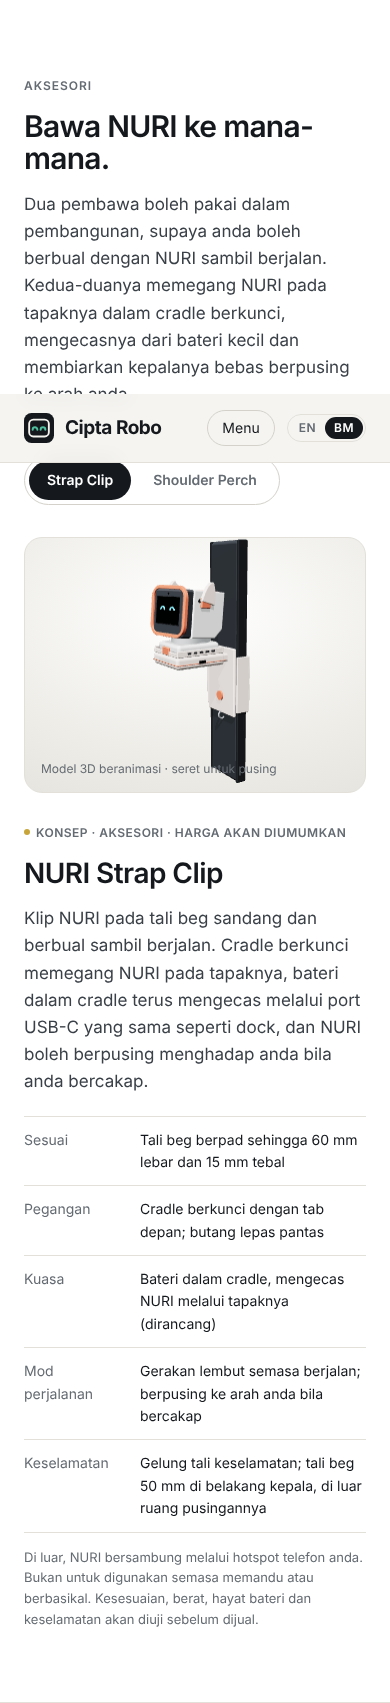 AKSESORI
Bawa NURI ke mana-
mana.
Dua pembawa boleh pakai dalam
pembangunan, supaya anda boleh
berbual dengan NURI sambil berjalan.
Kedua-duanya memegang NURI pada
tapaknya dalam cradle berkunci,
mengecasnya dari bateri kecil dan
membiarkan kepalanya bebas berpusing
ke arah anda.
Cipta Robo
Menu
EN BM
Strap Clip
Shoulder Perch
Model 3D beranimasi · seret untuk pusing
KONSEP · AKSESORI · HARGA AKAN DIUMUMKAN
NURI Strap Clip
Klip NURI pada tali beg sandang dan
berbual sambil berjalan. Cradle berkunci
memegang NURI pada tapaknya, bateri
dalam cradle terus mengecas melalui port
USB-C yang sama seperti dock, dan NURI
boleh berpusing menghadap anda bila
anda bercakap.
Sesuai
Tali beg berpad sehingga 60 mm
lebar dan 15 mm tebal
Pegangan
Cradle berkunci dengan tab
depan; butang lepas pantas
Kuasa
Bateri dalam cradle, mengecas
NURI melalui tapaknya
(dirancang)
Mod
perjalanan
Gerakan lembut semasa berjalan;
berpusing ke arah anda bila
bercakap
Keselamatan
Gelung tali keselamatan; tali beg
50 mm di belakang kepala, di luar
ruang pusingannya
Di luar, NURI bersambung melalui hotspot telefon anda.
Bukan untuk digunakan semasa memandu atau
berbasikal. Kesesuaian, berat, hayat bateri dan
keselamatan akan diuji sebelum dijual.